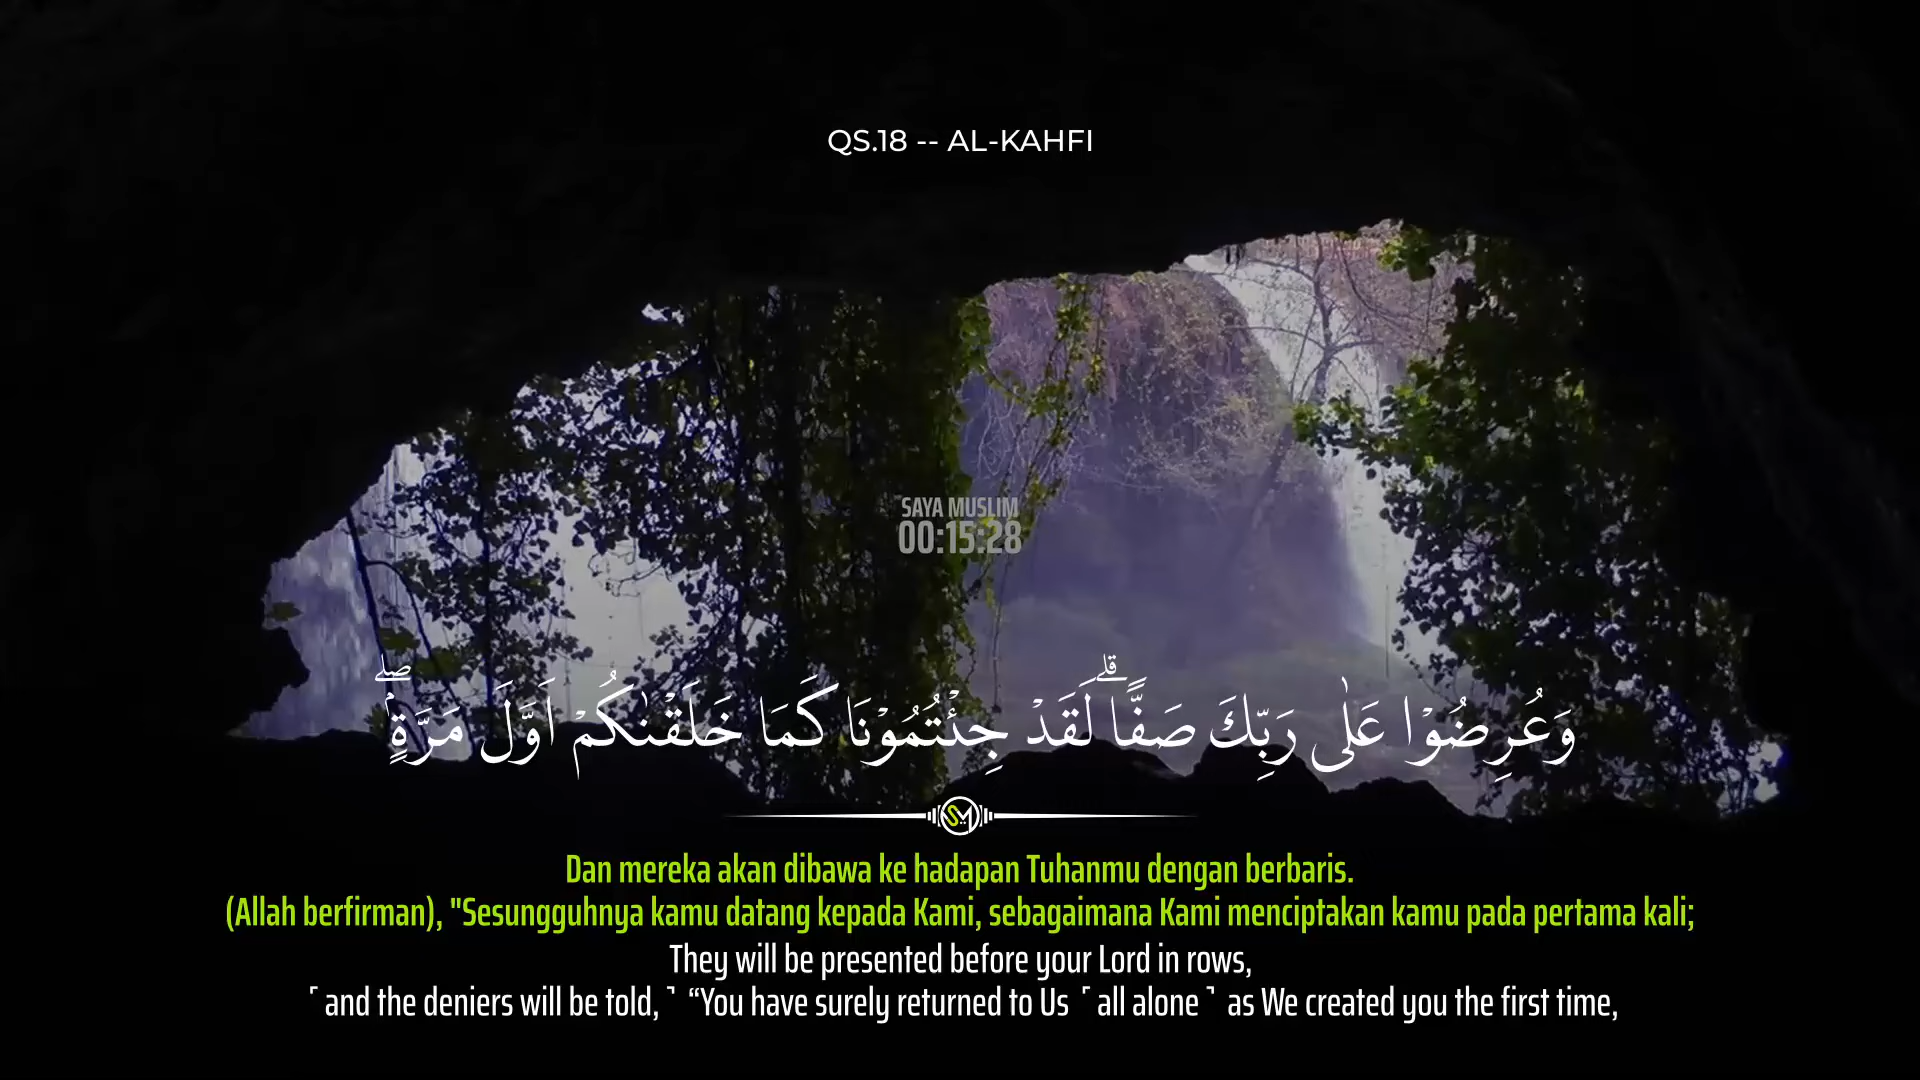 QS.18 -- AL-KAHFI
SAYA MUSLIM
00:15:28
وَعُرِضُوْا عَلٰى رَبِّكَ صَفًّاۗ لَقَدْ جِئْتُمُوْنَا كَمَا خَلَقْنٰكُمْ اَوَّلَ مَرَّةٍۢ ۖ
SM
Dan mereka akan dibawa ke hadapan Tuhanmu dengan berbaris.
(Allah berfirman), "Sesungguhnya kamu datang kepada Kami, sebagaimana Kami menciptakan kamu pada pertama kali;
They will be presented before your Lord in rows,
˹and the deniers will be told,˺ “You have surely returned to Us ˹all alone˺ as We created you the first time,